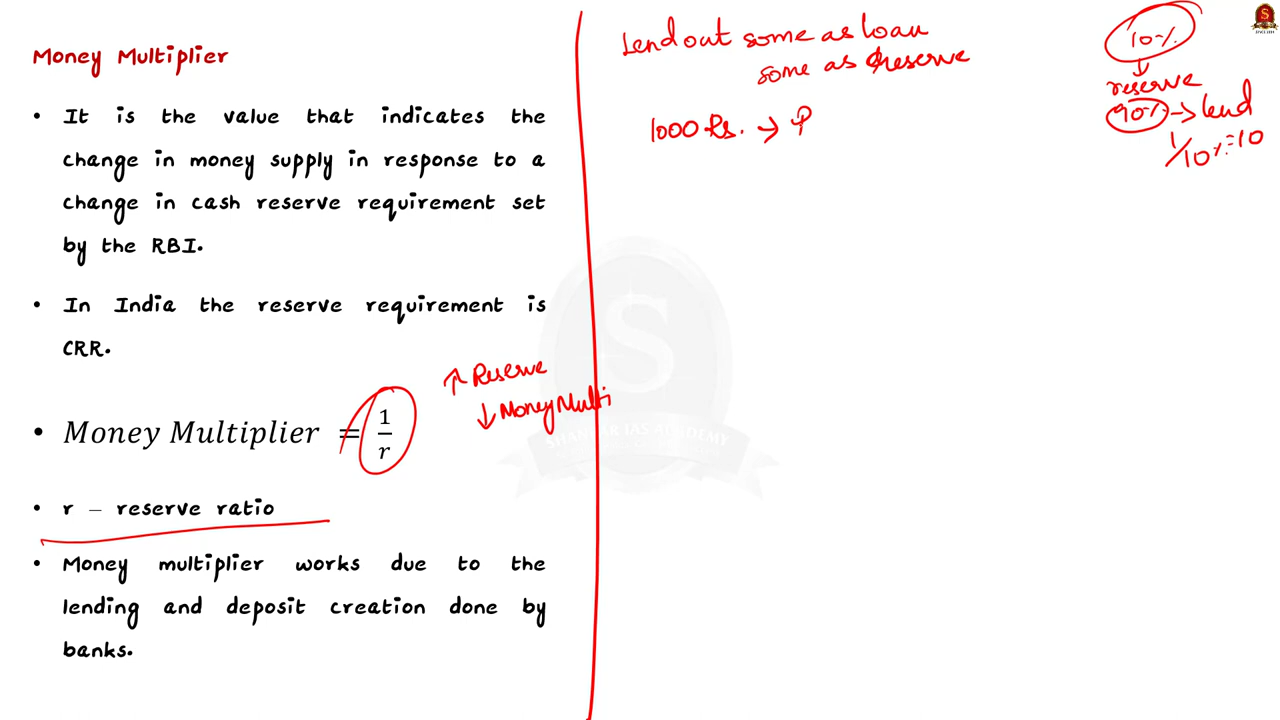 Money Multiplier
• It is the value that indicates the
change in money supply in response to a
change in cash reserve requirement set
by the RBI.
• In India the reserve requirement is
CRR.
↑ Reserve
↓ Money Multi
• Money Multiplier = 1/r
• r – reserve ratio
• Money multiplier works due to the
lending and deposit creation done by
banks.
Lend out some as loan
some as reserve
1000 Rs. →
10%
↓
reserve
90% → lend
1/10% = 10
SHANKAR IAS ACADEMY